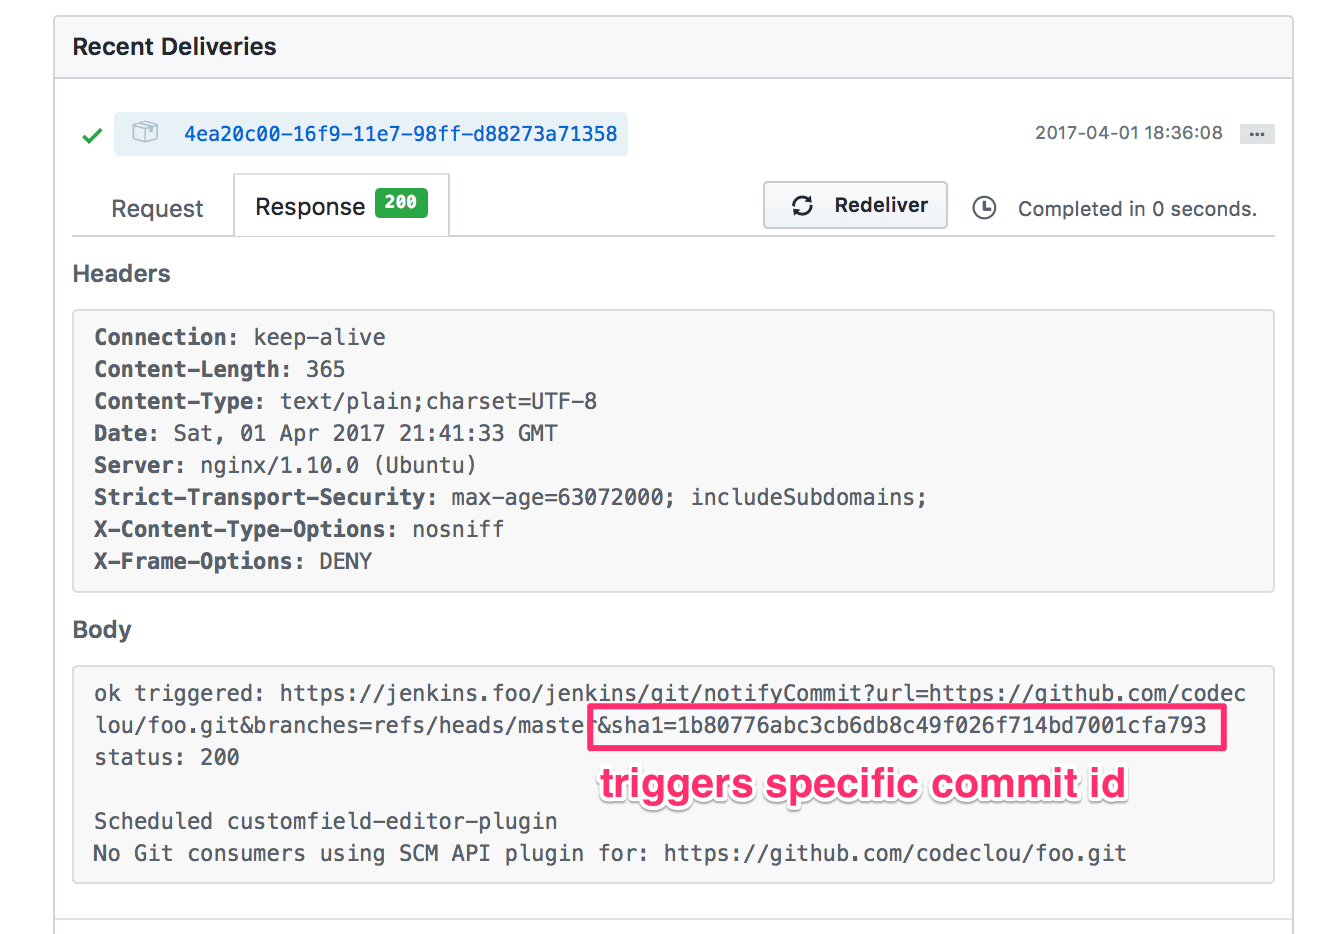 Recent Deliveries
4ea20c00-16f9-11e7-98ff-d88273a71358
2017-04-01 18:36:08
...
Request
Response 200
Redeliver
Completed in 0 seconds.
Headers
Connection: keep-alive
Content-Length: 365
Content-Type: text/plain;charset=UTF-8
Date: Sat, 01 Apr 2017 21:41:33 GMT
Server: nginx/1.10.0 (Ubuntu)
Strict-Transport-Security: max-age=63072000; includeSubdomains;
X-Content-Type-Options: nosniff
X-Frame-Options: DENY
Body
ok triggered: https://jenkins.foo/jenkins/git/notifyCommit?url=https://github.com/codec
lou/foo.git&branches=refs/heads/master&sha1=1b80776abc3cb6db8c49f026f714bd7001cfa793
status: 200
triggers specific commit id
Scheduled customfield-editor-plugin
No Git consumers using SCM API plugin for: https://github.com/codeclou/foo.git